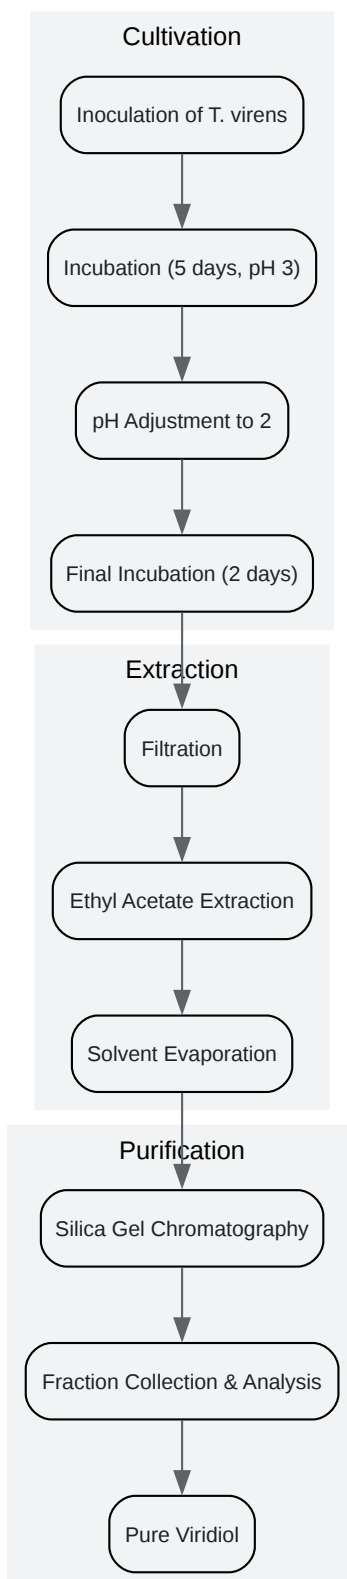 Cultivation
Inoculation of T. virens
Incubation (5 days, pH 3)
pH Adjustment to 2
Final Incubation (2 days)
Extraction
Filtration
Ethyl Acetate Extraction
Solvent Evaporation
Purification
Silica Gel Chromatography
Fraction Collection & Analysis
Pure Viridiol